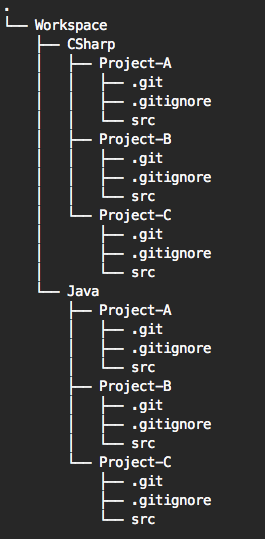 .
└── Workspace
    ├── CSharp
    │   ├── Project-A
    │   │   ├── .git
    │   │   ├── .gitignore
    │   │   └── src
    │   ├── Project-B
    │   │   ├── .git
    │   │   ├── .gitignore
    │   │   └── src
    │   └── Project-C
    │       ├── .git
    │       ├── .gitignore
    │       └── src
    └── Java
        ├── Project-A
        │   ├── .git
        │   ├── .gitignore
        │   └── src
        ├── Project-B
        │   ├── .git
        │   ├── .gitignore
        │   └── src
        └── Project-C
            ├── .git
            ├── .gitignore
            └── src